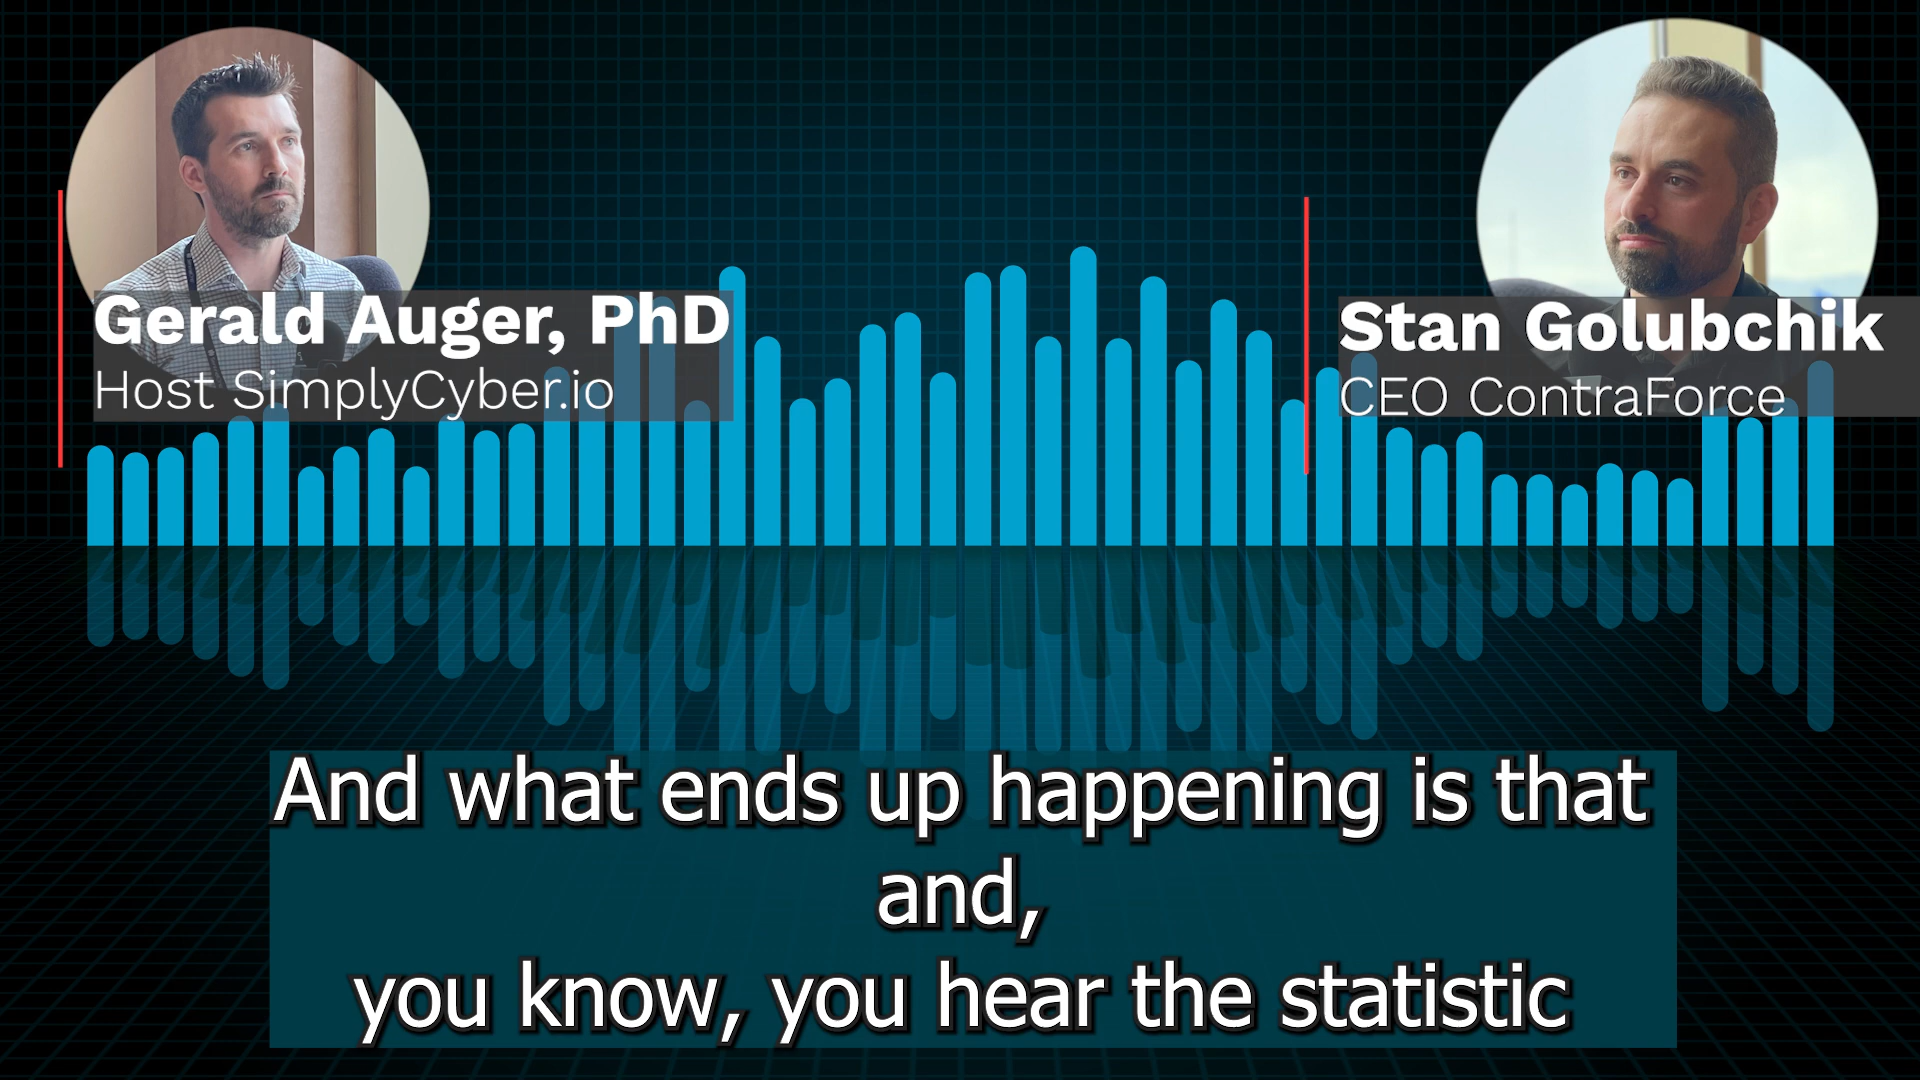 Gerald Auger, PhD
Host SimplyCyber.io
Stan Golubchik
CEO ContraForce
And what ends up happening is that
and,
you know, you hear the statistic